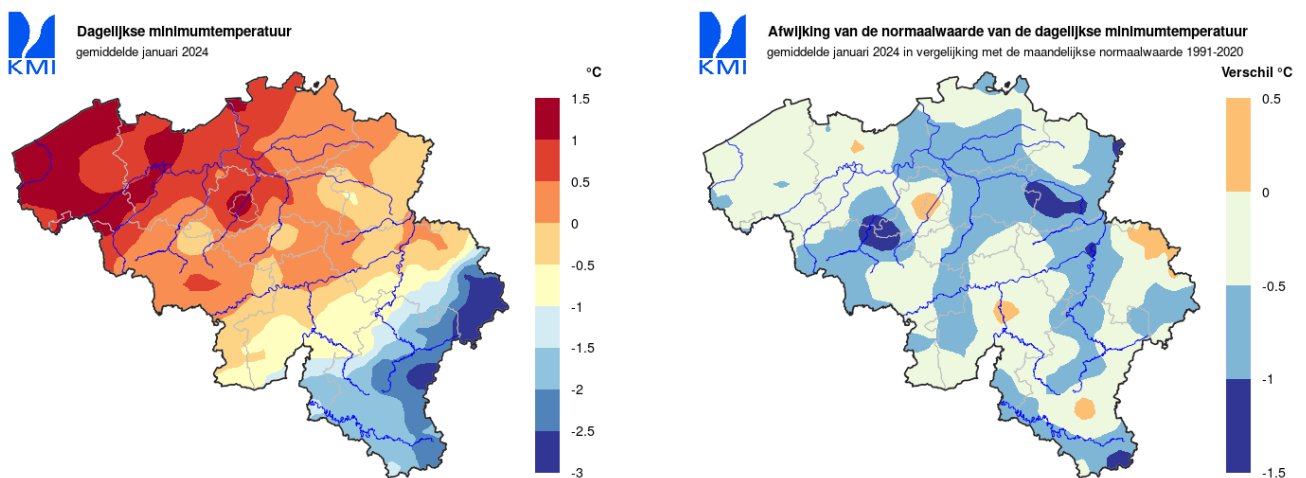 KMI
Dagelijkse minimumtemperatuur
gemiddelde januari 2024
°C
1.5
1
0.5
0
-0.5
-1
-1.5
-2
-2.5
-3
KMI
Afwijking van de normaalwaarde van de dagelijkse minimumtemperatuur
gemiddelde januari 2024 in vergelijking met de maandelijkse normaalwaarde 1991-2020
Verschil °C
0.5
0
-0.5
-1
-1.5